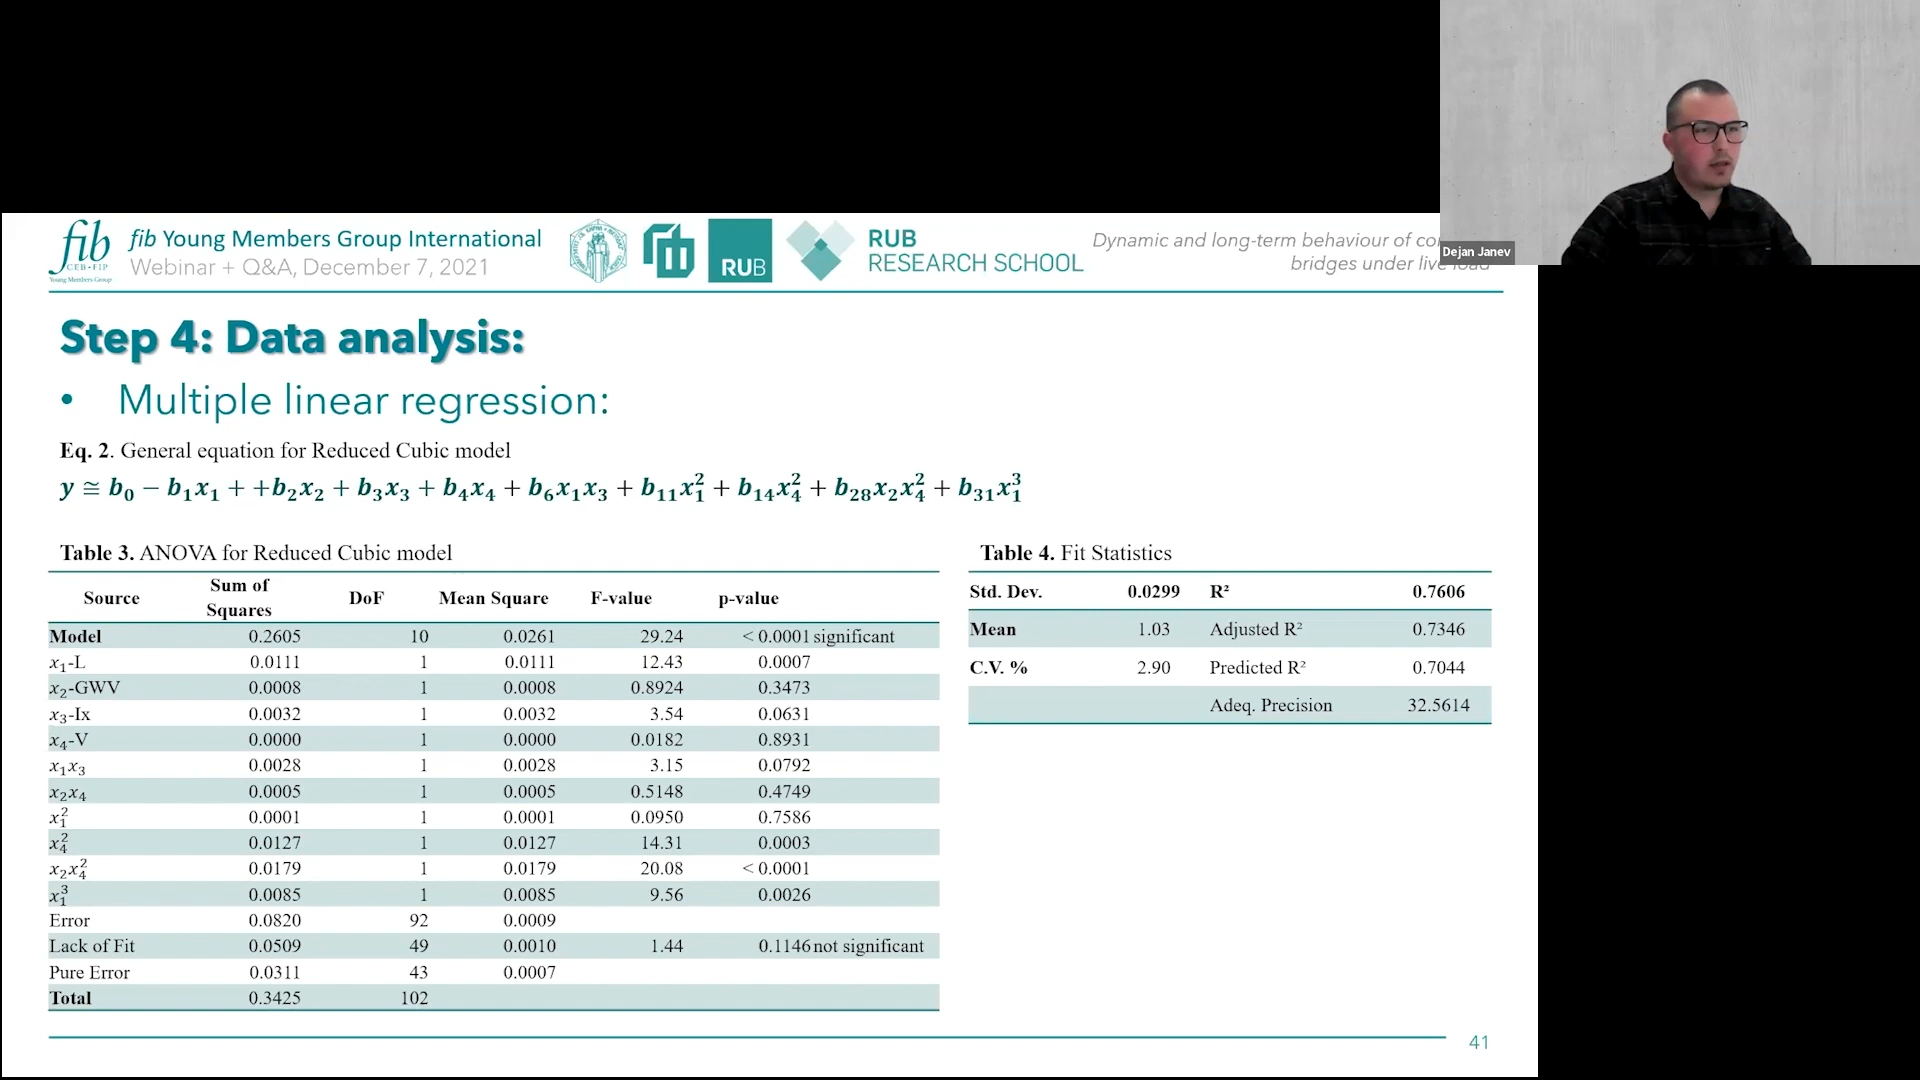 fib
CEB-FIP
Young Members Group
fib Young Members Group International
Webinar + Q&A, December 7, 2021
RUB
RUB
RESEARCH SCHOOL
Dynamic and long-term behaviour of
bridges under live load
Dejan Janev
Step 4: Data analysis:
• Multiple linear regression:
Eq. 2. General equation for Reduced Cubic model
y ≅ b₀ − b₁x₁ + +b₂x₂ + b₃x₃ + b₄x₄ + b₆x₁x₃ + b₁₁x₁² + b₁₄x₄² + b₂₈x₂x₄² + b₃₁x₁³
Table 3. ANOVA for Reduced Cubic model
Source Sum of Squares DoF Mean Square F-value p-value
Model 0.2605 10 0.0261 29.24 < 0.0001 significant
x₁-L 0.0111 1 0.0111 12.43 0.0007
x₂-GWV 0.0008 1 0.0008 0.8924 0.3473
x₃-Ix 0.0032 1 0.0032 3.54 0.0631
x₄-V 0.0000 1 0.0000 0.0182 0.8931
x₁x₃ 0.0028 1 0.0028 3.15 0.0792
x₂x₄ 0.0005 1 0.0005 0.5148 0.4749
x₁² 0.0001 1 0.0001 0.0950 0.7586
x₄² 0.0127 1 0.0127 14.31 0.0003
x₂x₄² 0.0179 1 0.0179 20.08 < 0.0001
x₁³ 0.0085 1 0.0085 9.56 0.0026
Error 0.0820 92 0.0009
Lack of Fit 0.0509 49 0.0010 1.44 0.1146 not significant
Pure Error 0.0311 43 0.0007
Total 0.3425 102
Table 4. Fit Statistics
Std. Dev. 0.0299 R² 0.7606
Mean 1.03 Adjusted R² 0.7346
C.V. % 2.90 Predicted R² 0.7044
Adeq. Precision 32.5614
41